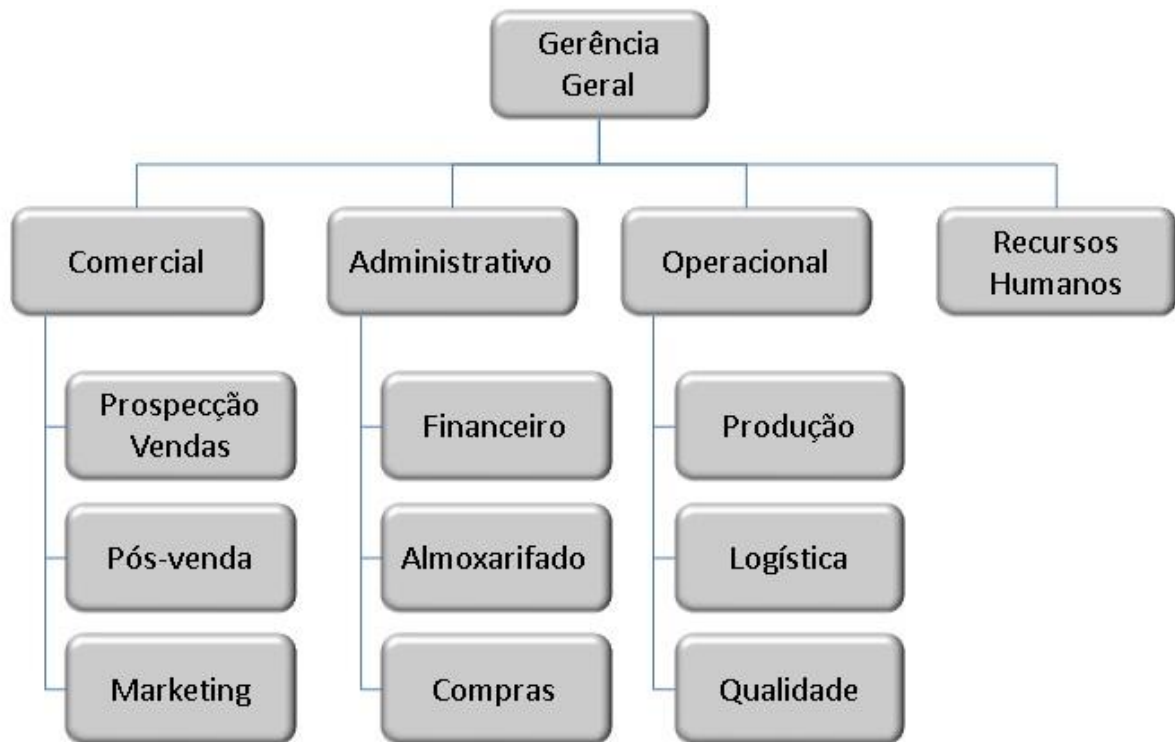 Gerência
Geral
Comercial
Administrativo
Operacional
Recursos
Humanos
Prospecção
Vendas
Financeiro
Produção
Pós-venda
Almoxarifado
Logística
Marketing
Compras
Qualidade